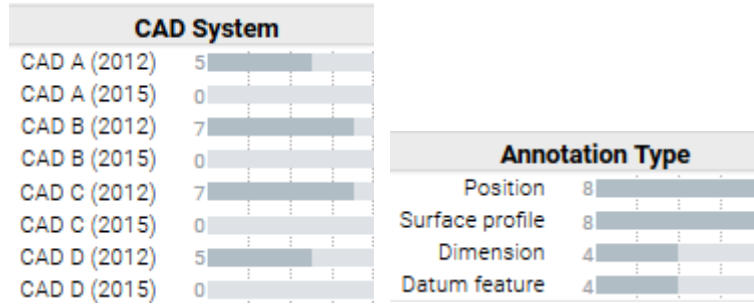 CAD System
CAD A (2012) 5
CAD A (2015) 0
CAD B (2012) 7
CAD B (2015) 0
CAD C (2012) 7
CAD C (2015) 0
CAD D (2012) 5
CAD D (2015) 0
Annotation Type
Position 8
Surface profile 8
Dimension 4
Datum feature 4